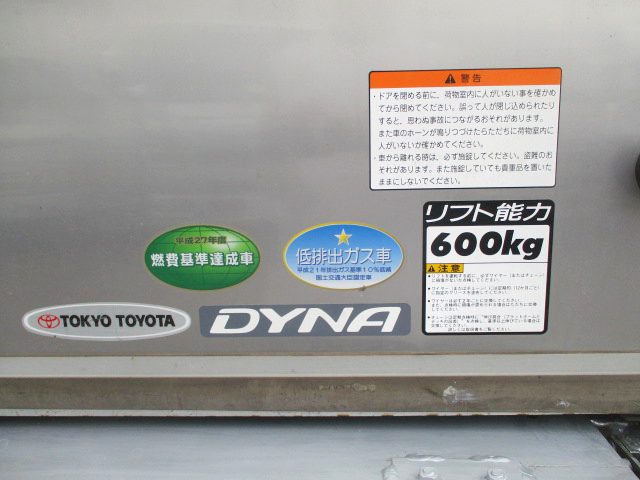 警告
・ドアを閉める前に、荷物室内に人がいない事を確かめ
てから閉めてください。誤って人が閉じ込められたり
すると、思わぬ事故につながるおそれがあります。
また車のホーンが鳴りつづけたらただちに荷物室内に
人がいないか確かめてください。
・車から離れる時は、必ず施錠してください。盗難のお
それがあります。また施錠していても貴重品を置いた
ままにしないでください。
平成27年度
燃費基準達成車
低排出ガス車
平成21年排出ガス基準10%低減
国土交通大臣認定車
リフト能力
600kg
注意
TOKYO TOYOTA
DYNA